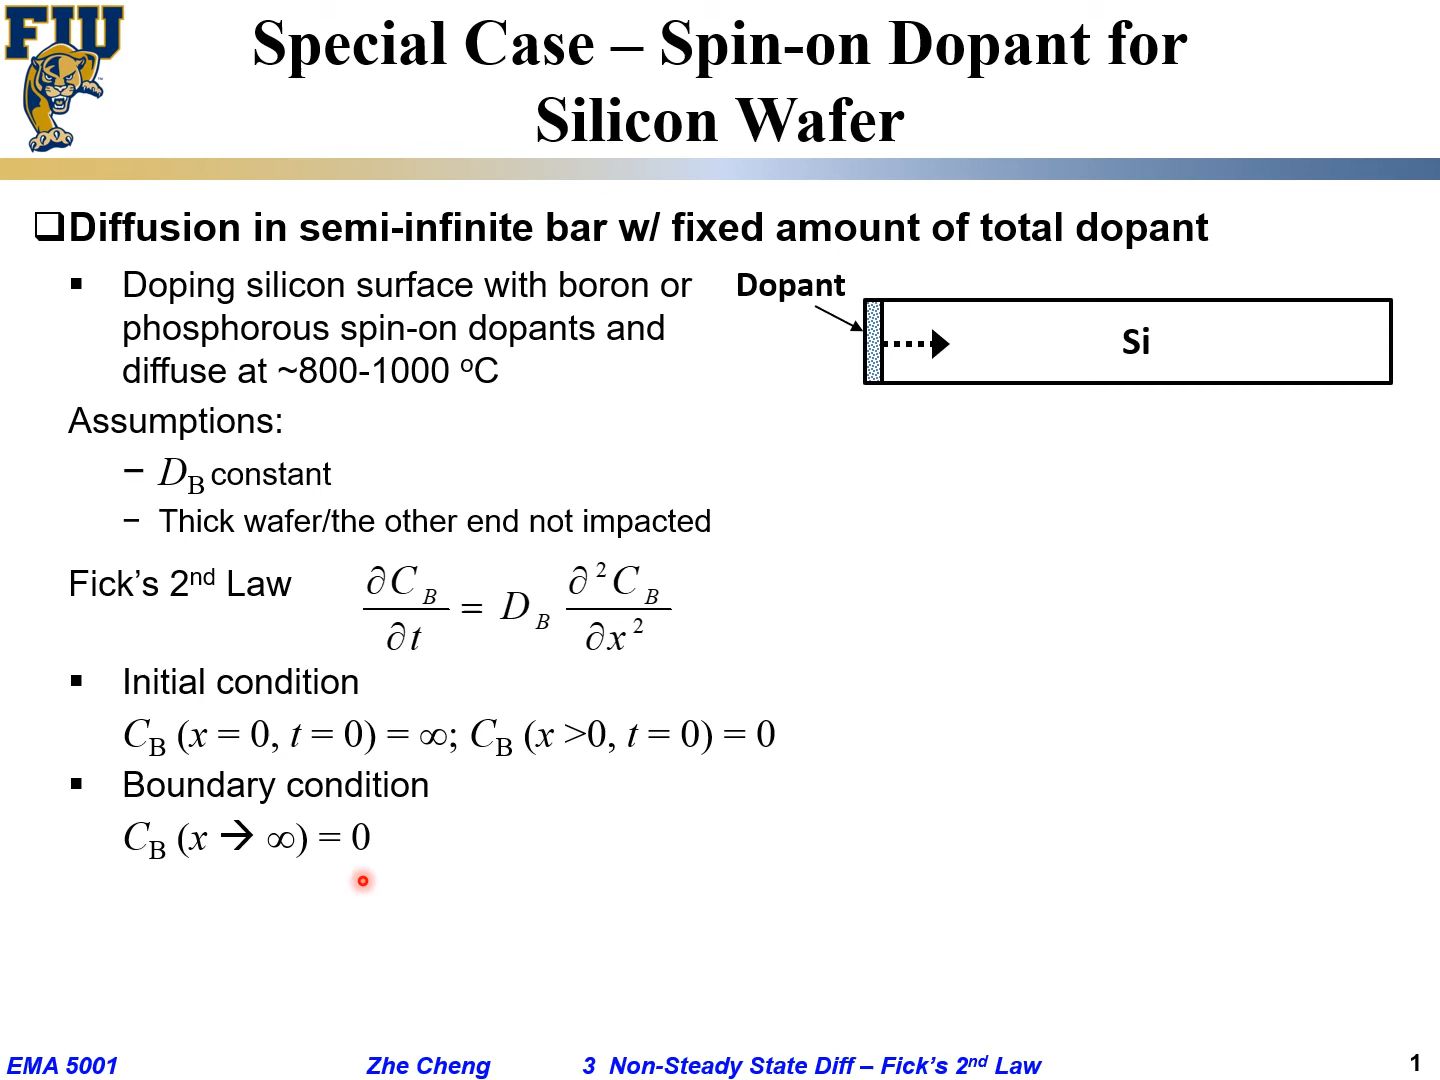 FIU
Special Case – Spin-on Dopant for
Silicon Wafer
❑Diffusion in semi-infinite bar w/ fixed amount of total dopant
▪ Doping silicon surface with boron or
phosphorous spin-on dopants and
diffuse at ~800-1000 °C
Dopant
Si
Assumptions:
− D_B constant
− Thick wafer/the other end not impacted
Fick’s 2nd Law ∂C_B/∂t = D_B ∂²C_B/∂x²
▪ Initial condition
C_B (x = 0, t = 0) = ∞; C_B (x >0, t = 0) = 0
▪ Boundary condition
C_B (x → ∞) = 0
EMA 5001 Zhe Cheng 3 Non-Steady State Diff – Fick’s 2nd Law 1